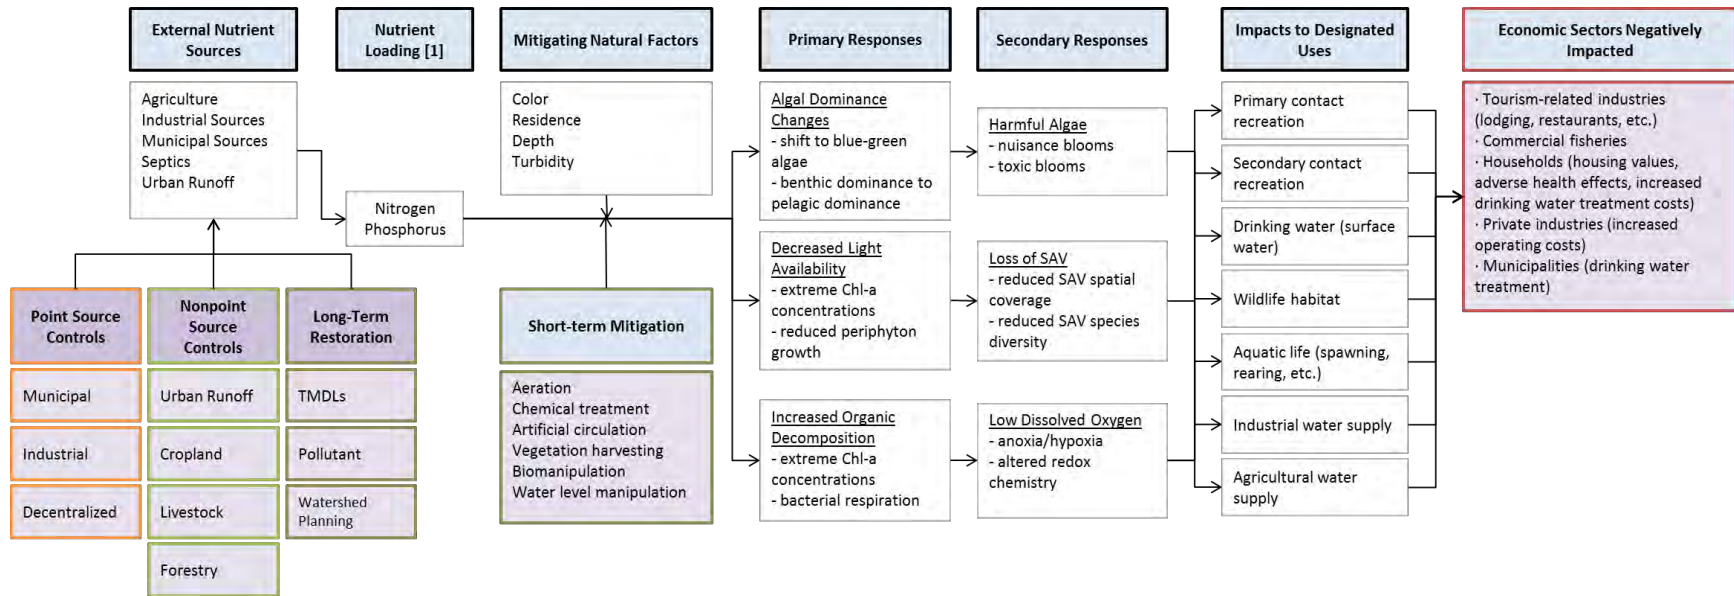 External Nutrient
Sources
Nutrient
Loading [1]
Mitigating Natural Factors
Primary Responses
Secondary Responses
Impacts to Designated
Uses
Economic Sectors Negatively
Impacted
Agriculture
Industrial Sources
Municipal Sources
Septics
Urban Runoff
Nitrogen
Phosphorus
Color
Residence
Depth
Turbidity
Algal Dominance
Changes
- shift to blue-green
algae
- benthic dominance to
pelagic dominance
Harmful Algae
- nuisance blooms
- toxic blooms
Primary contact
recreation
Secondary contact
recreation
Drinking water (surface
water)
Wildlife habitat
Aquatic life (spawning,
rearing, etc.)
Industrial water supply
Agricultural water
supply
· Tourism-related industries
(lodging, restaurants, etc.)
· Commercial fisheries
· Households (housing values,
adverse health effects, increased
drinking water treatment costs)
· Private industries (increased
operating costs)
· Municipalities (drinking water
treatment)
Decreased Light
Availability
- extreme Chl-a
concentrations
- reduced periphyton
growth
Loss of SAV
- reduced SAV spatial
coverage
- reduced SAV species
diversity
Increased Organic
Decomposition
- extreme Chl-a
concentrations
- bacterial respiration
Low Dissolved Oxygen
- anoxia/hypoxia
- altered redox
chemistry
Point Source
Controls
Municipal
Industrial
Decentralized
Nonpoint
Source
Controls
Urban Runoff
Cropland
Livestock
Forestry
Long-Term
Restoration
TMDLs
Pollutant
Watershed
Planning
Short-term Mitigation
Aeration
Chemical treatment
Artificial circulation
Vegetation harvesting
Biomanipulation
Water level manipulation